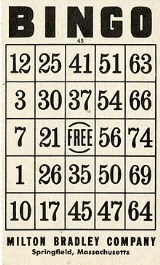 BINGO
45
12 25 41 51 63
3 30 37 54 66
7 21 FREE 56 74
1 26 35 50 53
10 17 45 47 64
MILTON BRADLEY COMPANY
Springfield, Massachusetts